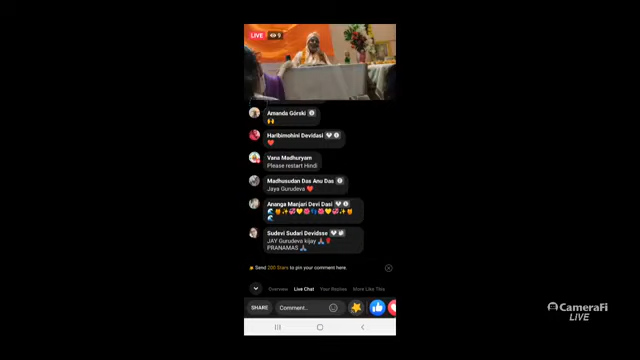 LIVE 9
Amanda Górski
Haribimohini Devidasi
Vana Madhuryam
Please restart Hindi
Madhusudan Das Anu Das
Jaya Gurudeva
Ananga Manjari Devi Dasi
Sudevi Sudari Devidsse
JAY Gurudeva kijay
PRANAMAS
Send 200 Stars to pin your comment here.
Overview Live Chat Your Replies More Like This
SHARE Comment...
CameraFi
LIVE